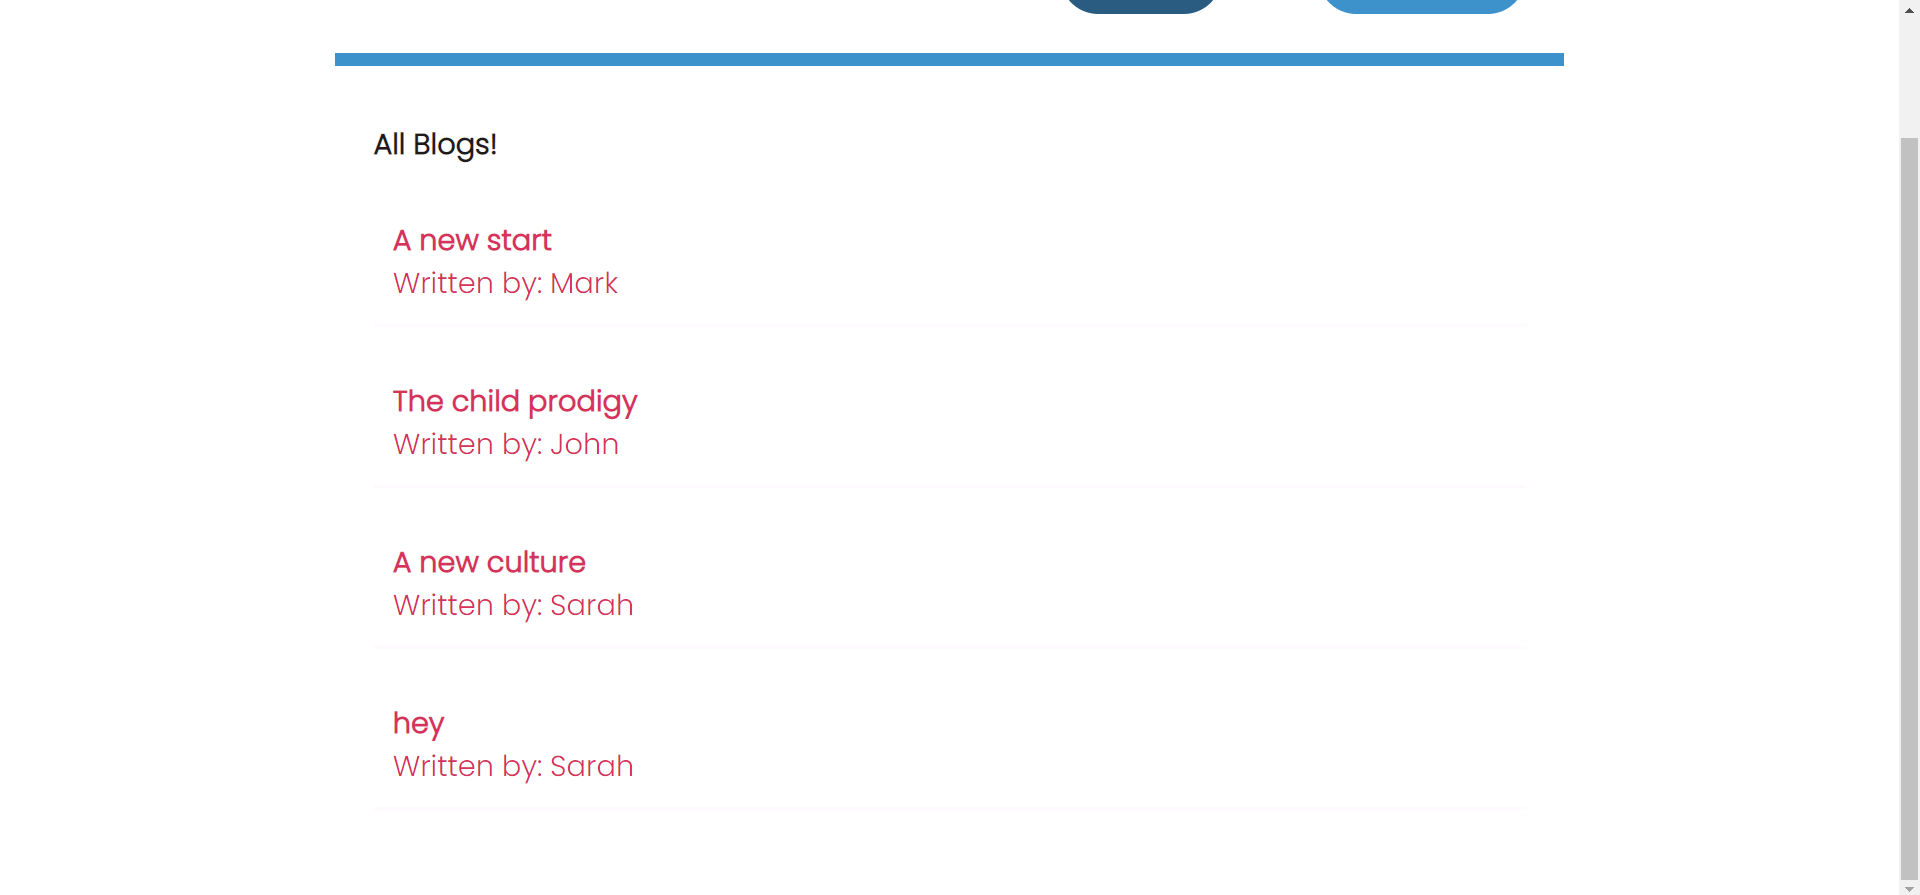 All Blogs!
A new start
Written by: Mark
The child prodigy
Written by: John
A new culture
Written by: Sarah
hey
Written by: Sarah